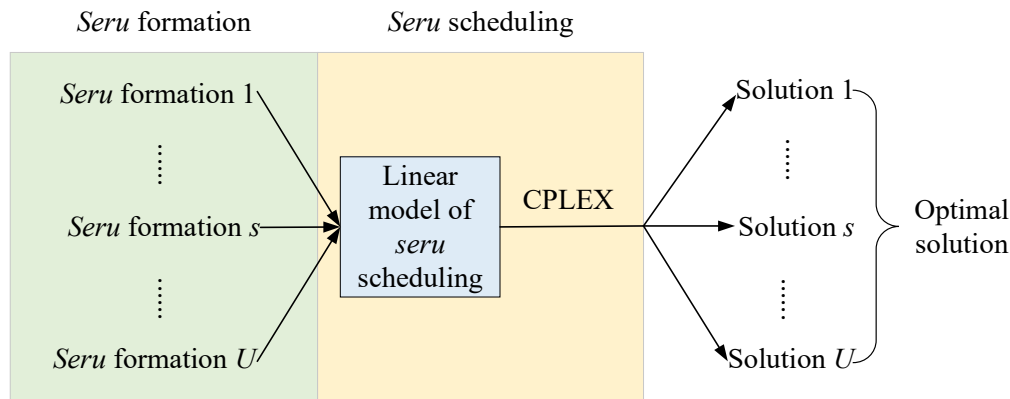 Seru formation
Seru scheduling
Seru formation 1
Seru formation s
Seru formation U
Linear
model of
seru
scheduling
CPLEX
Solution 1
Solution s
Solution U
Optimal
solution